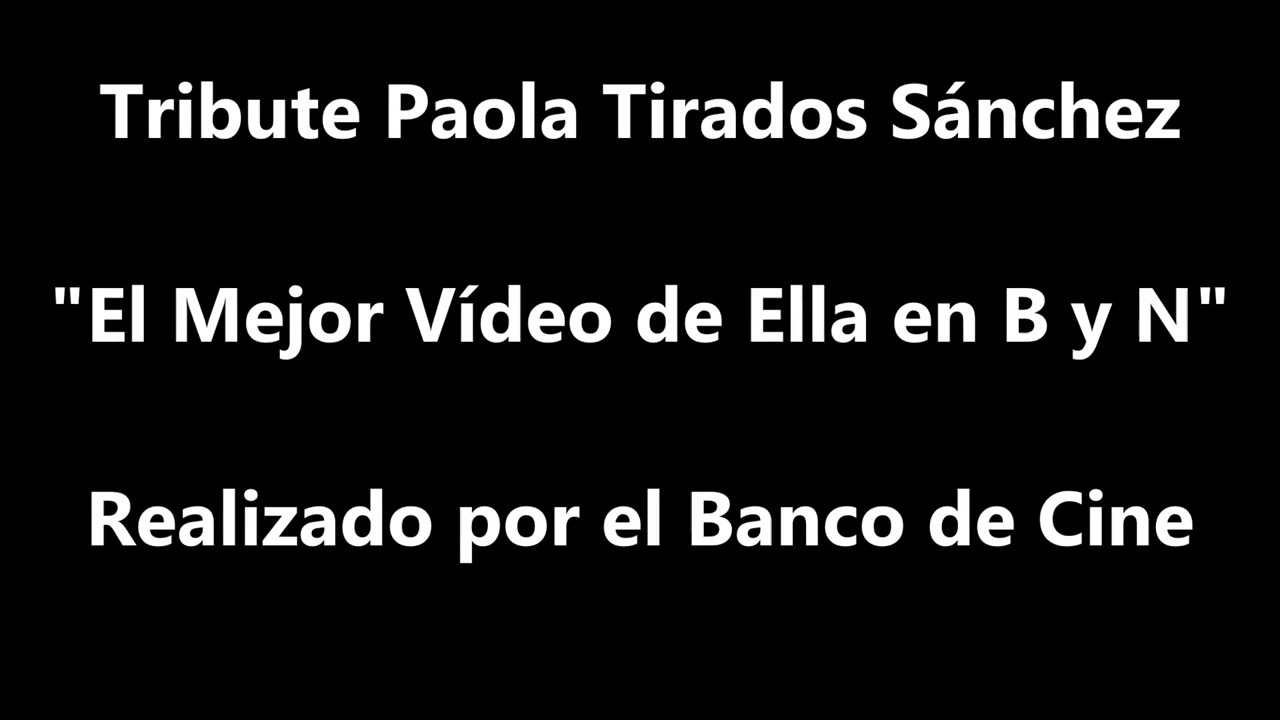 Tribute Paola Tirados Sánchez
"El Mejor Vídeo de Ella en B y N"
Realizado por el Banco de Cine